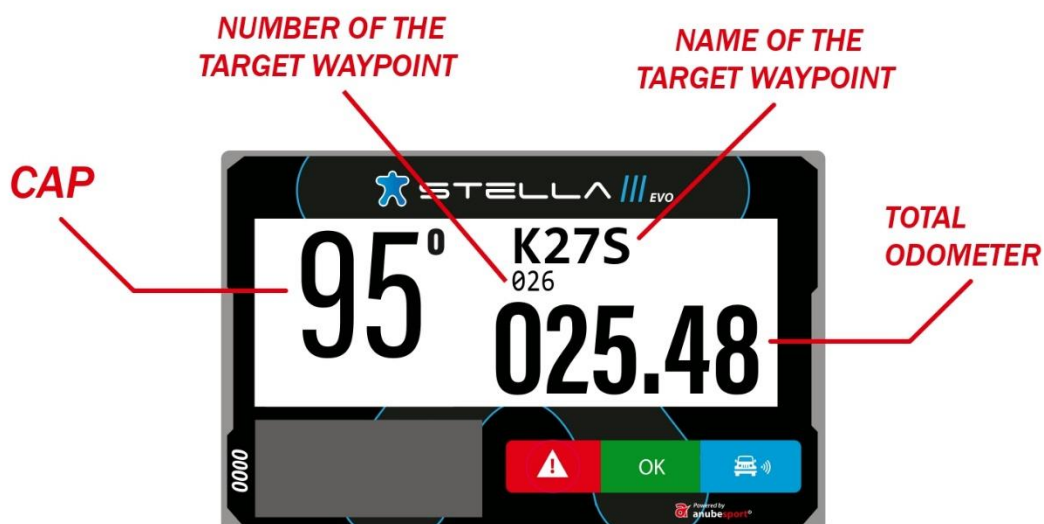 NUMBER OF THE
TARGET WAYPOINT
NAME OF THE
TARGET WAYPOINT
CAP
TOTAL
ODOMETER
STELLA III EVO
95°
K27S
026
025.48
0000
OK
Powered by
anubesport®